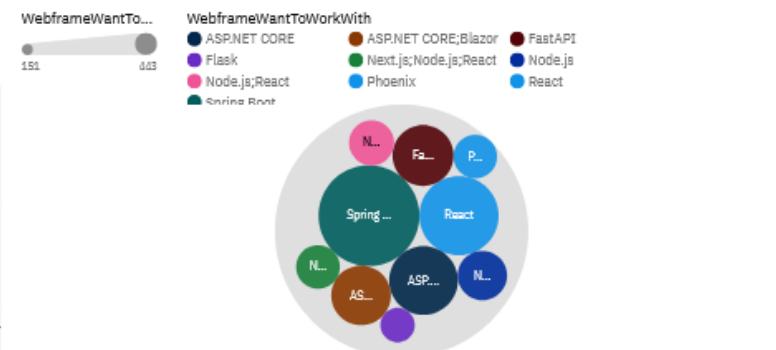 WebframeWantTo...
WebframeWantToWorkWith
ASP.NET CORE
ASP.NET CORE;Blazor
FastAPI
Flask
Next.js;Node.js;React
Node.js
Node.js;React
Phoenix
React
Spring Boot
151
443
N...
Fa...
P...
Spring ...
React
N...
ASP....
N...
AS...